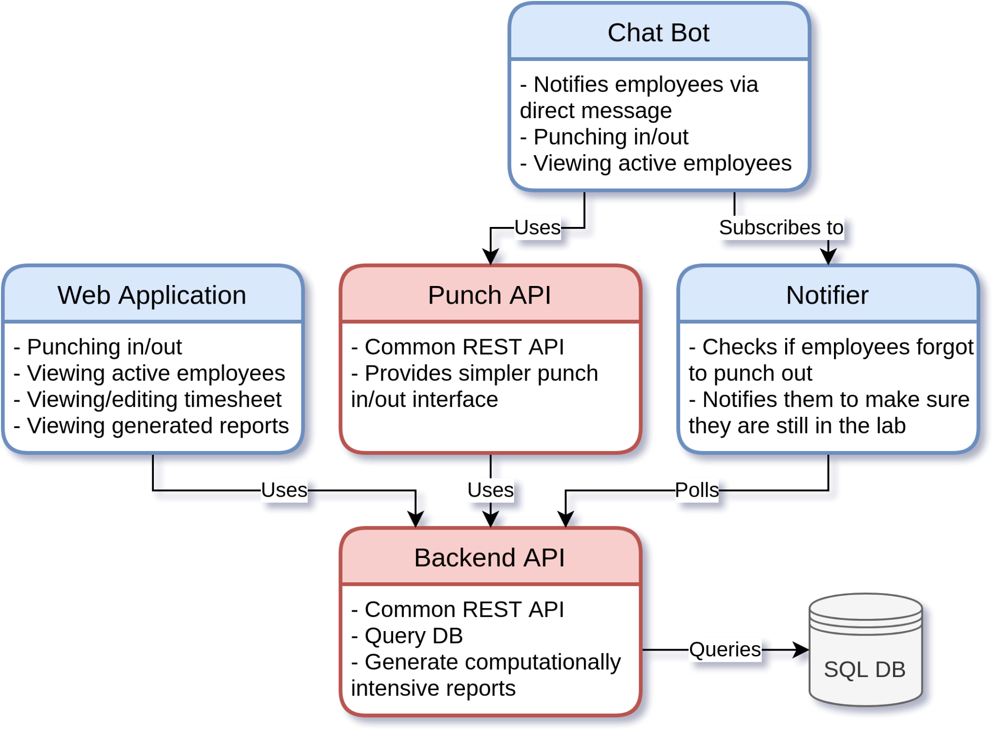 Chat Bot
- Notifies employees via
direct message
- Punching in/out
- Viewing active employees
Uses
Subscribes to
Web Application
- Punching in/out
- Viewing active employees
- Viewing/editing timesheet
- Viewing generated reports
Punch API
- Common REST API
- Provides simpler punch
in/out interface
Notifier
- Checks if employees forgot
to punch out
- Notifies them to make sure
they are still in the lab
Uses
Uses
Polls
Backend API
- Common REST API
- Query DB
- Generate computationally
intensive reports
Queries
SQL DB